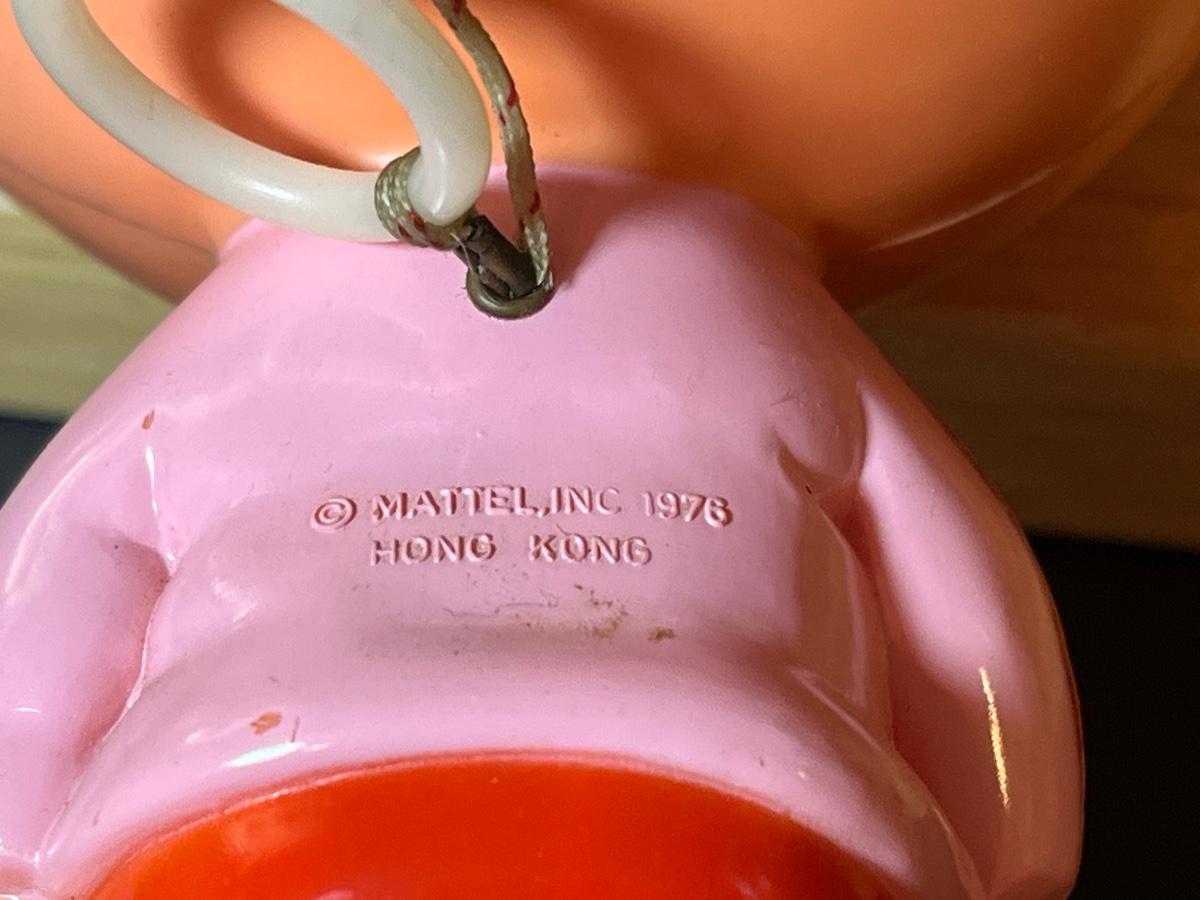 © MATTEL,INC 1976
HONG KONG